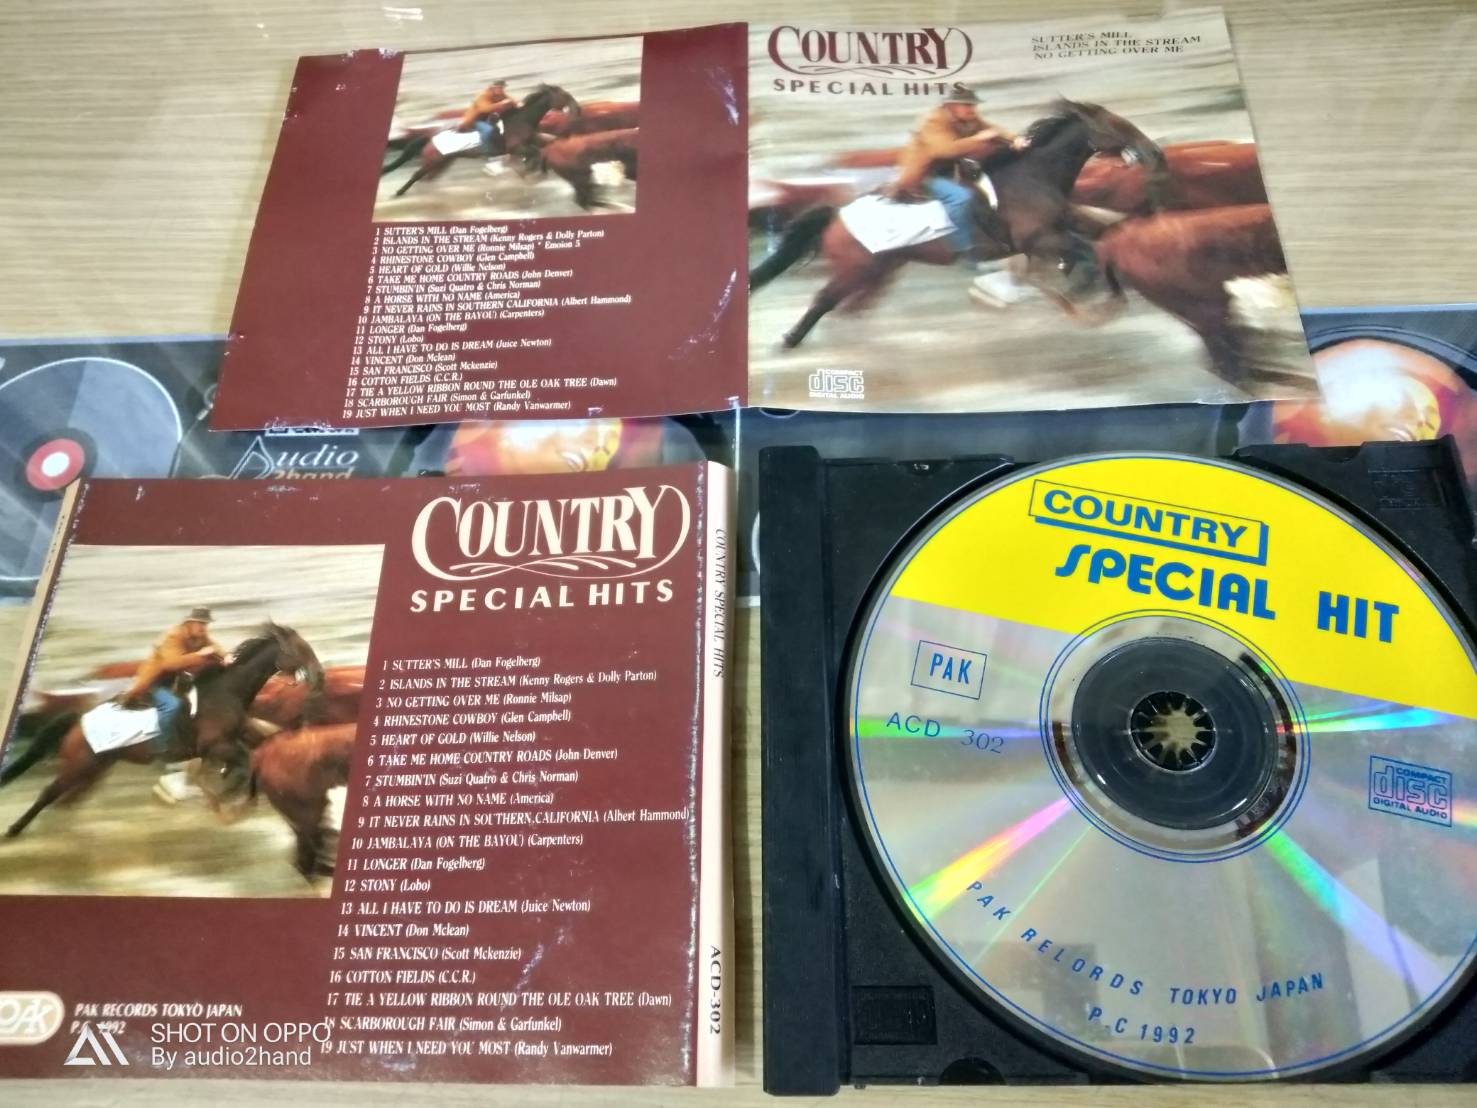 COUNTRY
SPECIAL HITS
SUTTER'S MILL
ISLANDS IN THE STREAM
NO GETTING OVER ME
COMPACT
disc
DIGITAL AUDIO
1 SUTTER'S MILL (Dan Fogelberg)
2 ISLANDS IN THE STREAM (Kenny Rogers & Dolly Parton)
3 NO GETTING OVER ME (Ronnie Milsap) * Emoion 5
4 RHINESTONE COWBOY (Glen Campbell)
5 HEART OF GOLD (Willie Nelson)
6 TAKE ME HOME COUNTRY ROADS (John Denver)
7 STUMBIN'IN (Suzi Quatro & Chris Norman)
8 A HORSE WITH NO NAME (America)
9 IT NEVER RAINS IN SOUTHERN CALIFORNIA (Albert Hammond)
10 JAMBALAYA (ON THE BAYOU) (Carpenters)
11 LONGER (Dan Fogelberg)
12 STONY (Lobo)
13 ALL I HAVE TO DO IS DREAM (Juice Newton)
14 VINCENT (Don Mclean)
15 SAN FRANCISCO (Scott Mckenzie)
16 COTTON FIELDS (C.C.R.)
17 TIE A YELLOW RIBBON ROUND THE OLE OAK TREE (Dawn)
18 SCARBOROUGH FAIR (Simon & Garfunkel)
19 JUST WHEN I NEED YOU MOST (Randy Vanwarmer)
Audio
2hand
COUNTRY
SPECIAL HITS
1 SUTTER'S MILL (Dan Fogelberg)
2 ISLANDS IN THE STREAM (Kenny Rogers & Dolly Parton)
3 NO GETTING OVER ME (Ronnie Milsap)
4 RHINESTONE COWBOY (Glen Campbell)
5 HEART OF GOLD (Willie Nelson)
6 TAKE ME HOME COUNTRY ROADS (John Denver)
7 STUMBIN'IN (Suzi Quatro & Chris Norman)
8 A HORSE WITH NO NAME (America)
9 IT NEVER RAINS IN SOUTHERN.CALIFORNIA (Albert Hammond)
10 JAMBALAYA (ON THE BAYOU) (Carpenters)
11 LONGER (Dan Fogelberg)
12 STONY (Lobo)
13 ALL I HAVE TO DO IS DREAM (Juice Newton)
14 VINCENT (Don Mclean)
15 SAN FRANCISCO (Scott Mckenzie)
16 COTTON FIELDS (C.C.R.)
17 TIE A YELLOW RIBBON ROUND THE OLE OAK TREE (Dawn)
18 SCARBOROUGH FAIR (Simon & Garfunkel)
19 JUST WHEN I NEED YOU MOST (Randy Vanwarmer)
PAK
PAK RECORDS TOKYO JAPAN
COUNTRY SPECIAL HITS
ACD-302
COUNTRY
SPECIAL HIT
PAK
ACD 302
COMPACT
disc
DIGITAL AUDIO
PAK RELORDS TOKYO JAPAN
P.C 1992
SHOT ON OPPO
By audio2hand